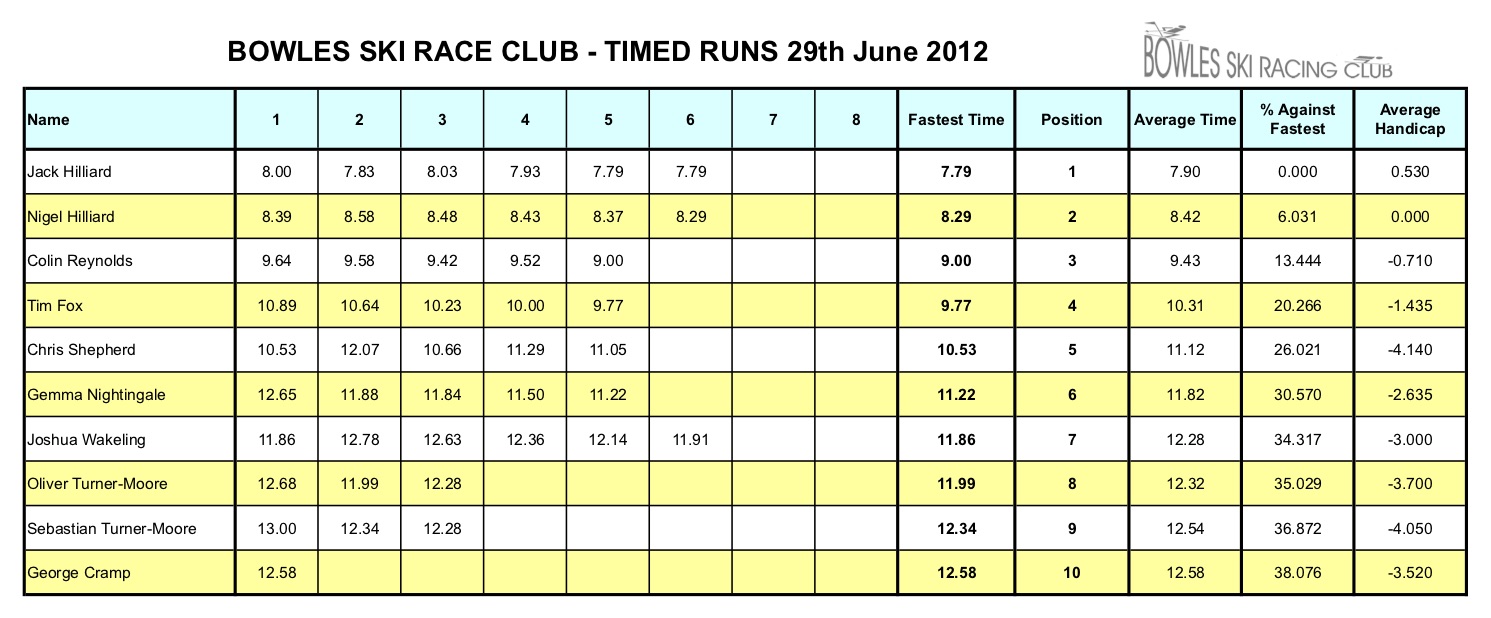 BOWLES SKI RACE CLUB - TIMED RUNS 29th June 2012
BOWLES SKI RACING CLUB
Name 1 2 3 4 5 6 7 8 Fastest Time Position Average Time % Against Fastest Average Handicap
Jack Hilliard 8.00 7.83 8.03 7.93 7.79 7.79 7.79 1 7.90 0.000 0.530
Nigel Hilliard 8.39 8.58 8.48 8.43 8.37 8.29 8.29 2 8.42 6.031 0.000
Colin Reynolds 9.64 9.58 9.42 9.52 9.00 9.00 3 9.43 13.444 -0.710
Tim Fox 10.89 10.64 10.23 10.00 9.77 9.77 4 10.31 20.266 -1.435
Chris Shepherd 10.53 12.07 10.66 11.29 11.05 10.53 5 11.12 26.021 -4.140
Gemma Nightingale 12.65 11.88 11.84 11.50 11.22 11.22 6 11.82 30.570 -2.635
Joshua Wakeling 11.86 12.78 12.63 12.36 12.14 11.91 11.86 7 12.28 34.317 -3.000
Oliver Turner-Moore 12.68 11.99 12.28 11.99 8 12.32 35.029 -3.700
Sebastian Turner-Moore 13.00 12.34 12.28 12.34 9 12.54 36.872 -4.050
George Cramp 12.58 12.58 10 12.58 38.076 -3.520